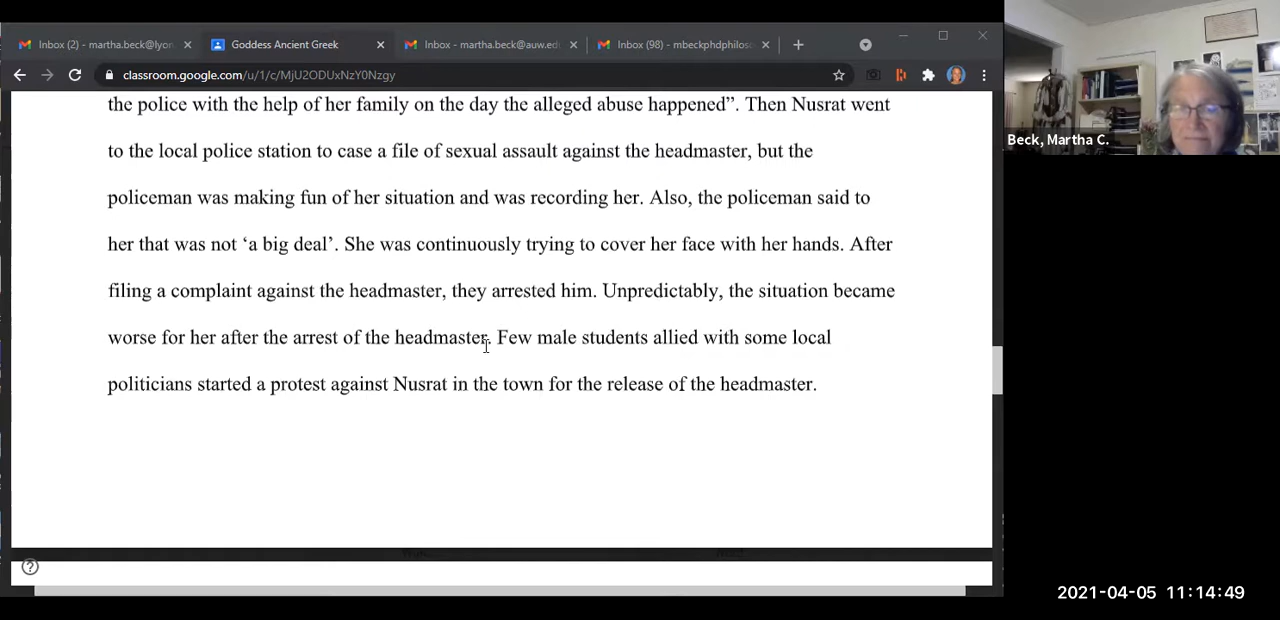 Inbox (2) - martha.beck@lyon
Goddess Ancient Greek
Inbox - martha.beck@auw.ed
Inbox (98) - mbeckphdphilos
classroom.google.com/u/1/c/MjU2ODUxNzY0Nzgy
Beck, Martha C.
the police with the help of her family on the day the alleged abuse happened”. Then Nusrat went
to the local police station to case a file of sexual assault against the headmaster, but the
policeman was making fun of her situation and was recording her. Also, the policeman said to
her that was not ‘a big deal’. She was continuously trying to cover her face with her hands. After
filing a complaint against the headmaster, they arrested him. Unpredictably, the situation became
worse for her after the arrest of the headmaster. Few male students allied with some local
politicians started a protest against Nusrat in the town for the release of the headmaster.
2021-04-05 11:14:49